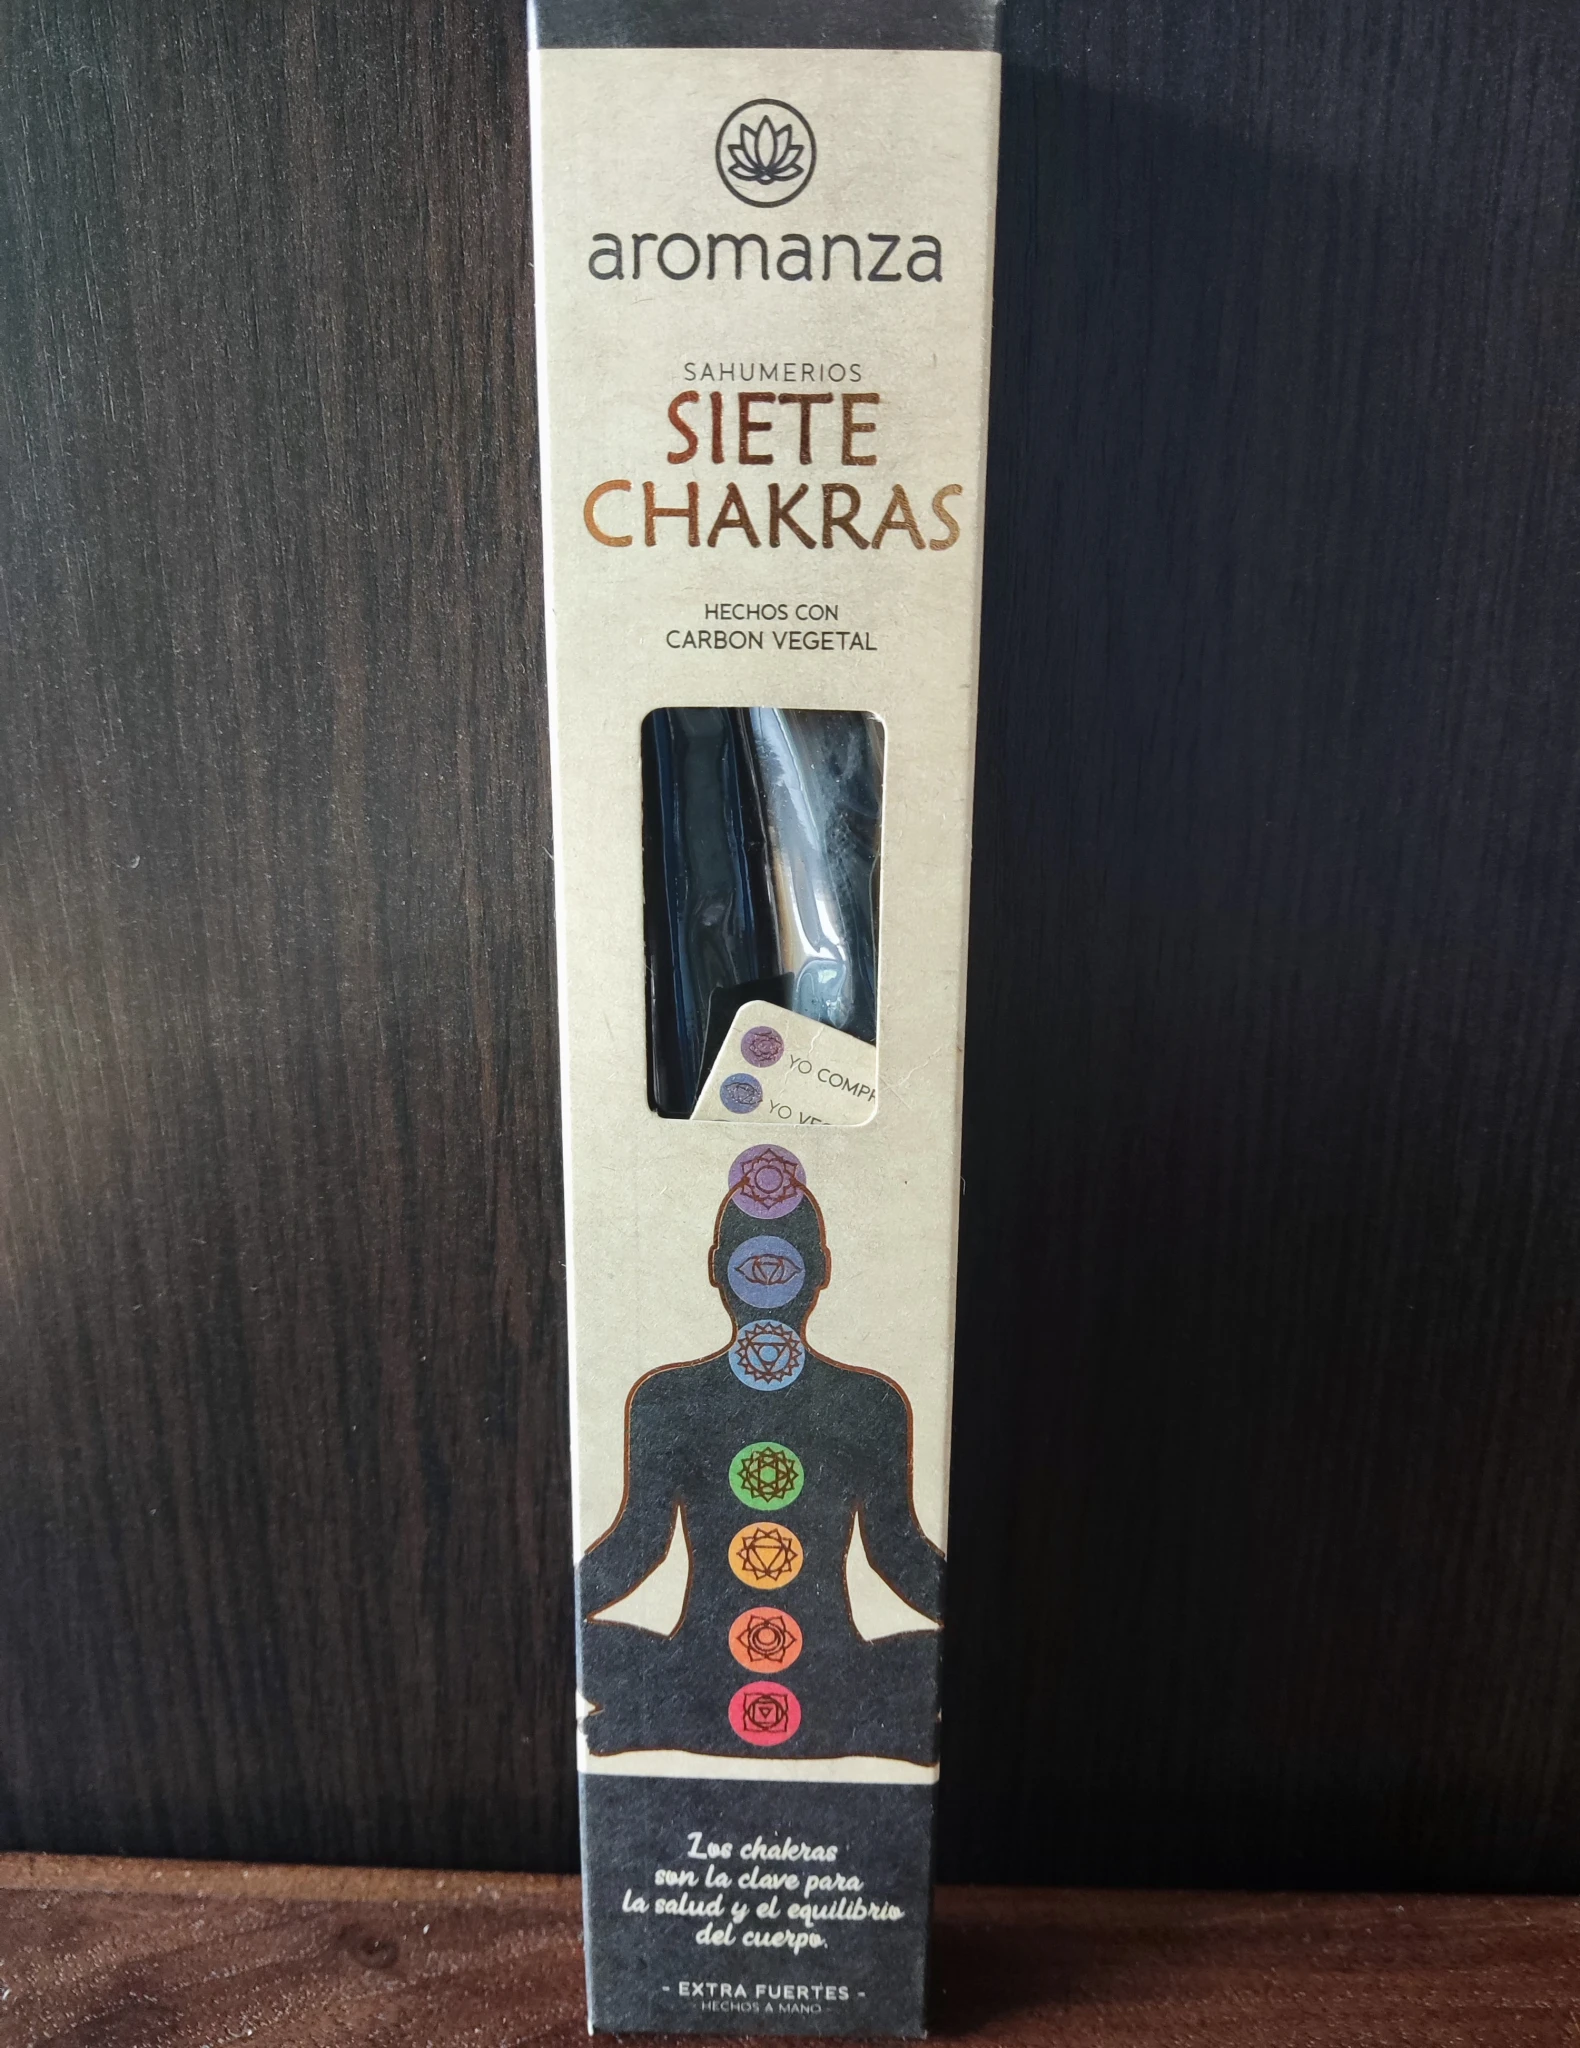 aromanza
SAHUMERIOS
SIETE
CHAKRAS
HECHOS CON
CARBON VEGETAL
YO
YO
Los chakras
son la clave para
la salud y el equilibrio
del cuerpo.
- EXTRA FUERTES -
- HECHOS A MANO -